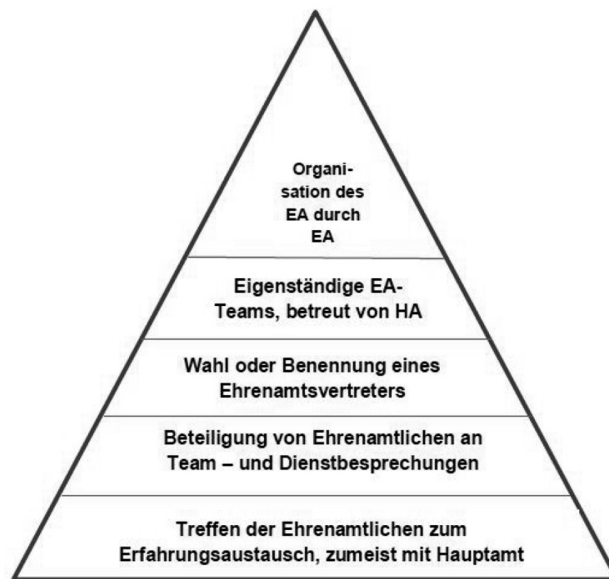 Organi-
sation des
EA durch
EA
Eigenständige EA-
Teams, betreut von HA
Wahl oder Benennung eines
Ehrenamtsvertreters
Beteiligung von Ehrenamtlichen an
Team – und Dienstbesprechungen
Treffen der Ehrenamtlichen zum
Erfahrungsaustausch, zumeist mit Hauptamt